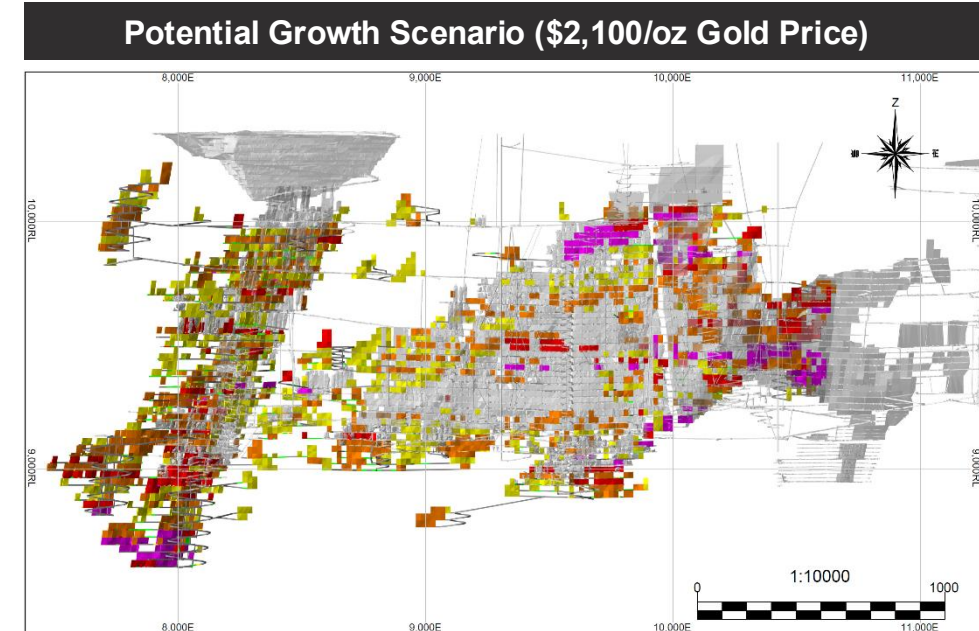 Potential Growth Scenario ($2,100/oz Gold Price)
8,000E
9,000E
10,000E
11,000E
Z
10,000RL
10,000RL
9,000RL
9,000RL
1:10000
0
1000
8,000E
9,000E
10,000E
11,000E